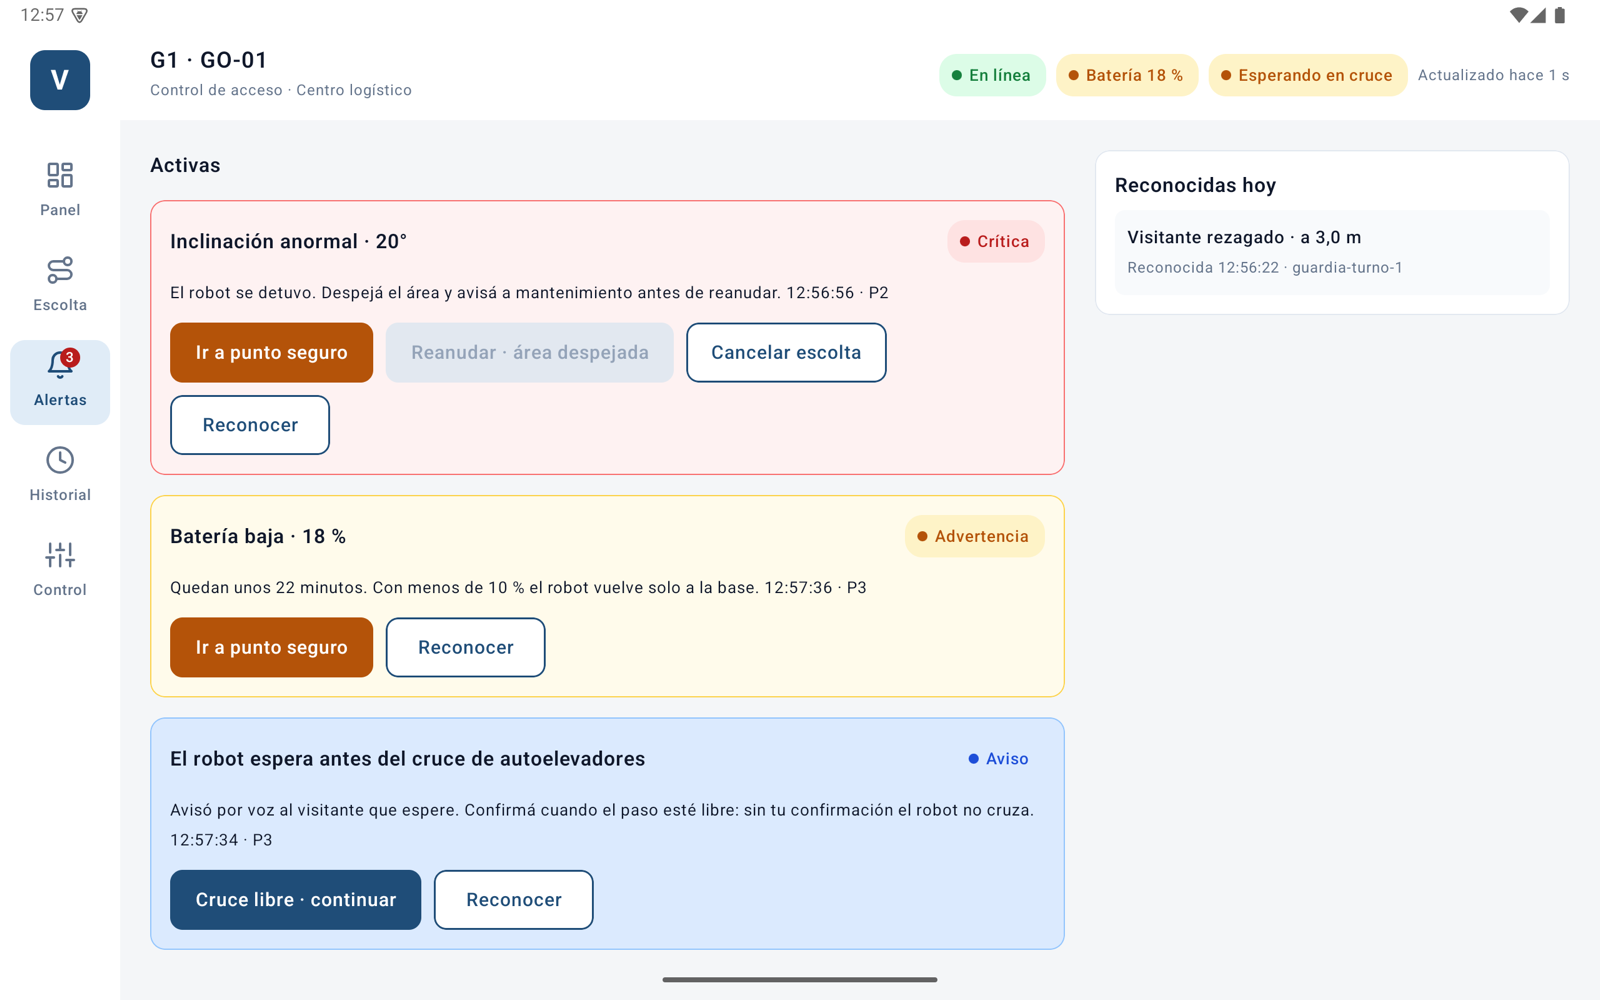 12:57
V
G1 · GO-01
Control de acceso · Centro logístico
En línea
Batería 18 %
Esperando en cruce
Actualizado hace 1 s
Panel
Escolta
3
Alertas
Historial
Control
Activas
Inclinación anormal · 20°
Crítica
El robot se detuvo. Despejá el área y avisá a mantenimiento antes de reanudar. 12:56:56 · P2
Ir a punto seguro
Reanudar · área despejada
Cancelar escolta
Reconocer
Batería baja · 18 %
Advertencia
Quedan unos 22 minutos. Con menos de 10 % el robot vuelve solo a la base. 12:57:36 · P3
Ir a punto seguro
Reconocer
El robot espera antes del cruce de autoelevadores
Aviso
Avisó por voz al visitante que espere. Confirmá cuando el paso esté libre: sin tu confirmación el robot no cruza.
12:57:34 · P3
Cruce libre · continuar
Reconocer
Reconocidas hoy
Visitante rezagado · a 3,0 m
Reconocida 12:56:22 · guardia-turno-1